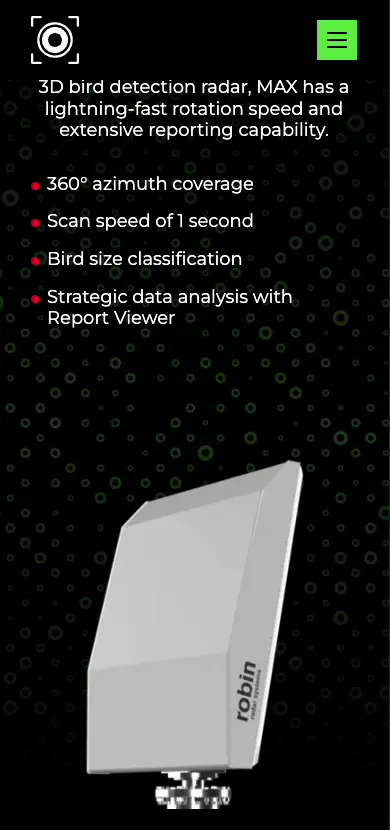 3D bird detection radar, MAX has a
lightning-fast rotation speed and
extensive reporting capability.
360º azimuth coverage
Scan speed of 1 second
Bird size classification
Strategic data analysis with
Report Viewer
robin
radar systems